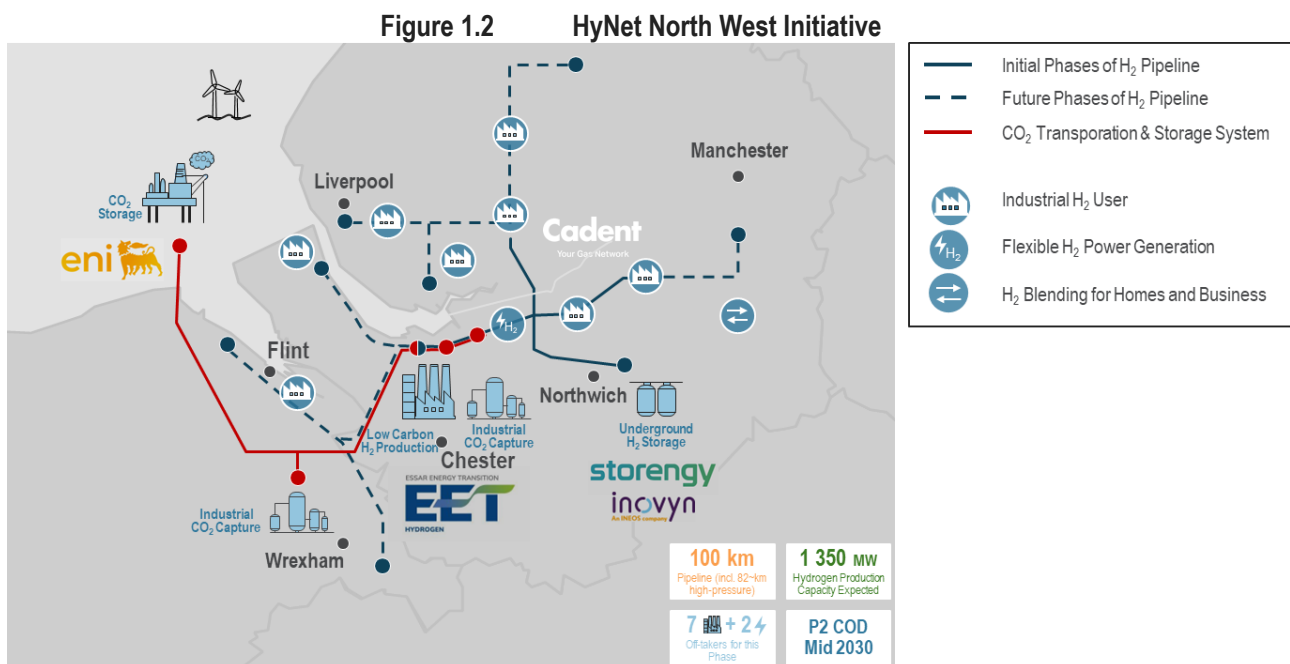 Figure 1.2 HyNet North West Initiative
Initial Phases of H2 Pipeline
Future Phases of H2 Pipeline
CO2 Transporation & Storage System
Industrial H2 User
Flexible H2 Power Generation
H2 Blending for Homes and Business
CO2
CO2
Storage
eni
Liverpool
Manchester
Cadent
Your Gas Network
H2
Flint
Northwich
Low Carbon
H2 Production
Industrial
CO2 Capture
Underground
H2 Storage
Chester
ESSAR ENERGY TRANSITION
EET
HYDROGEN
storengy
inovyn
An INEOS company
Industrial
CO2 Capture
Wrexham
100 km
Pipeline (incl. 82~km
high-pressure)
1 350 MW
Hydrogen Production
Capacity Expected
7 + 2
Off-takers for this
Phase
P2 COD
Mid 2030
H2